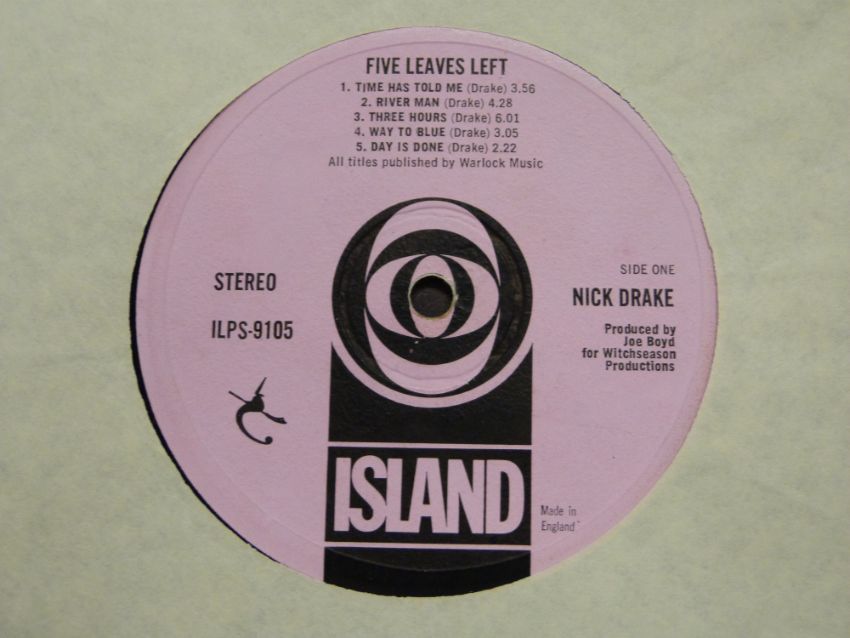 FIVE LEAVES LEFT
1. TIME HAS TOLD ME (Drake) 3.56
2. RIVER MAN (Drake) 4.28
3. THREE HOURS (Drake) 6.01
4. WAY TO BLUE (Drake) 3.05
5. DAY IS DONE (Drake) 2.22
All titles published by Warlock Music
STEREO
ILPS-9105
SIDE ONE
NICK DRAKE
Produced by
Joe Boyd
for Witchseason
Productions
ISLAND
Made in
England